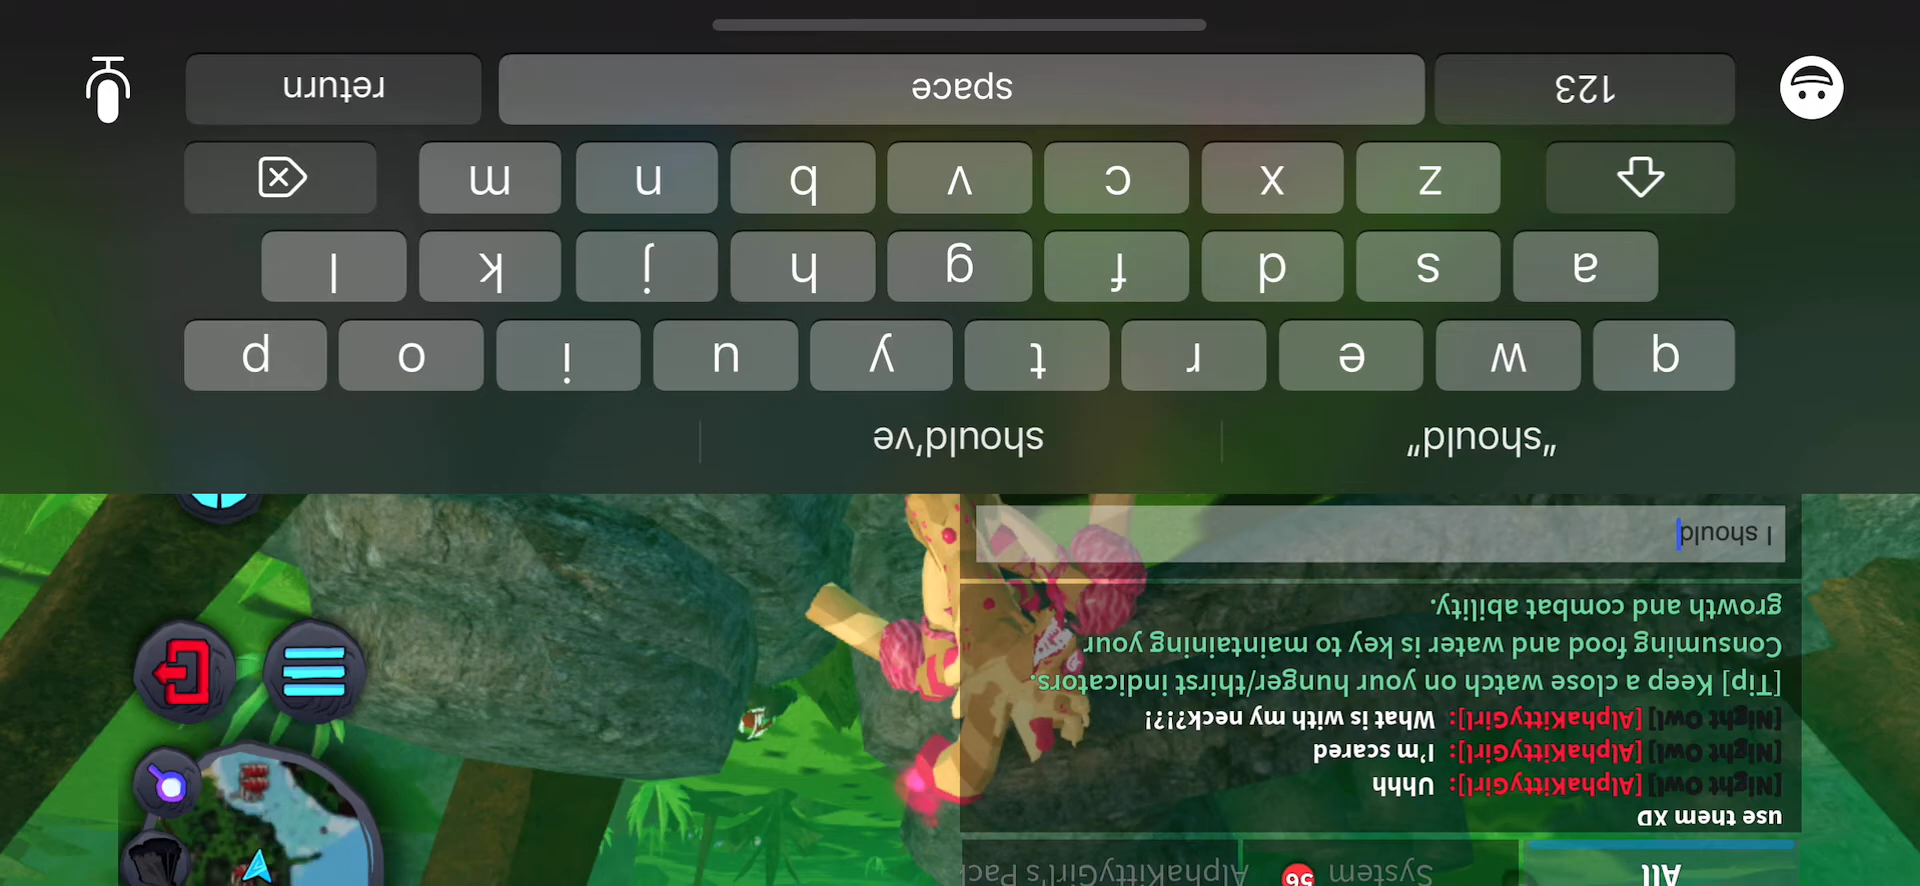 All
System 56
AlphaKittyGirl's Pac
use them XD
[Night Owl] [AlphaKittyGirl]: Uhhh
[Night Owl] [AlphaKittyGirl]: I'm scared
[Night Owl] [AlphaKittyGirl]: What is with my neck?!?!
[Tip] Keep a close watch on your hunger/thirst indicators.
Consuming food and water is key to maintaining your
growth and combat ability.
I should
“should”
should've
q w e r t y u i o p
a s d f g h j k l
z x c v b n m
123 space return